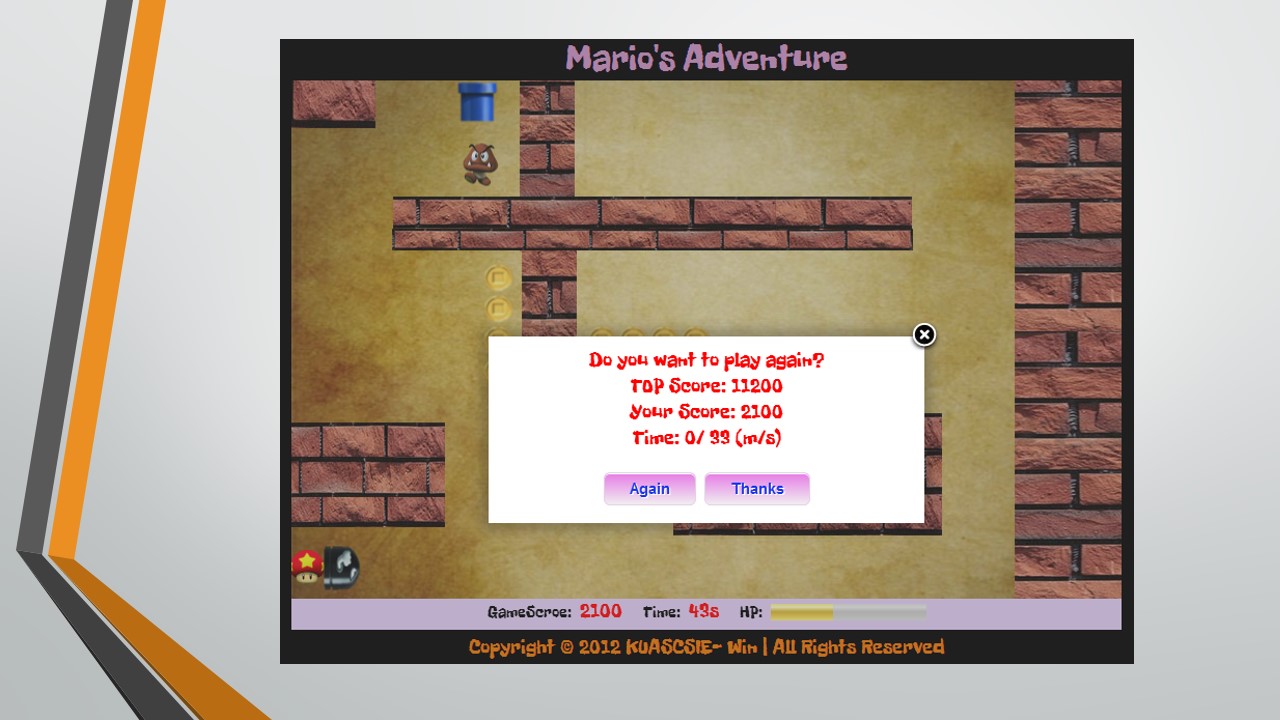 Mario's Adventure
Do you want to play again?
TOP Score: 11200
Your Score: 2100
Time: 0/ 33 (m/s)
Again Thanks
GameScroe: 2100 Time: 43s HP:
Copyright © 2012 KUASCSIE- Win | All Rights Reserved